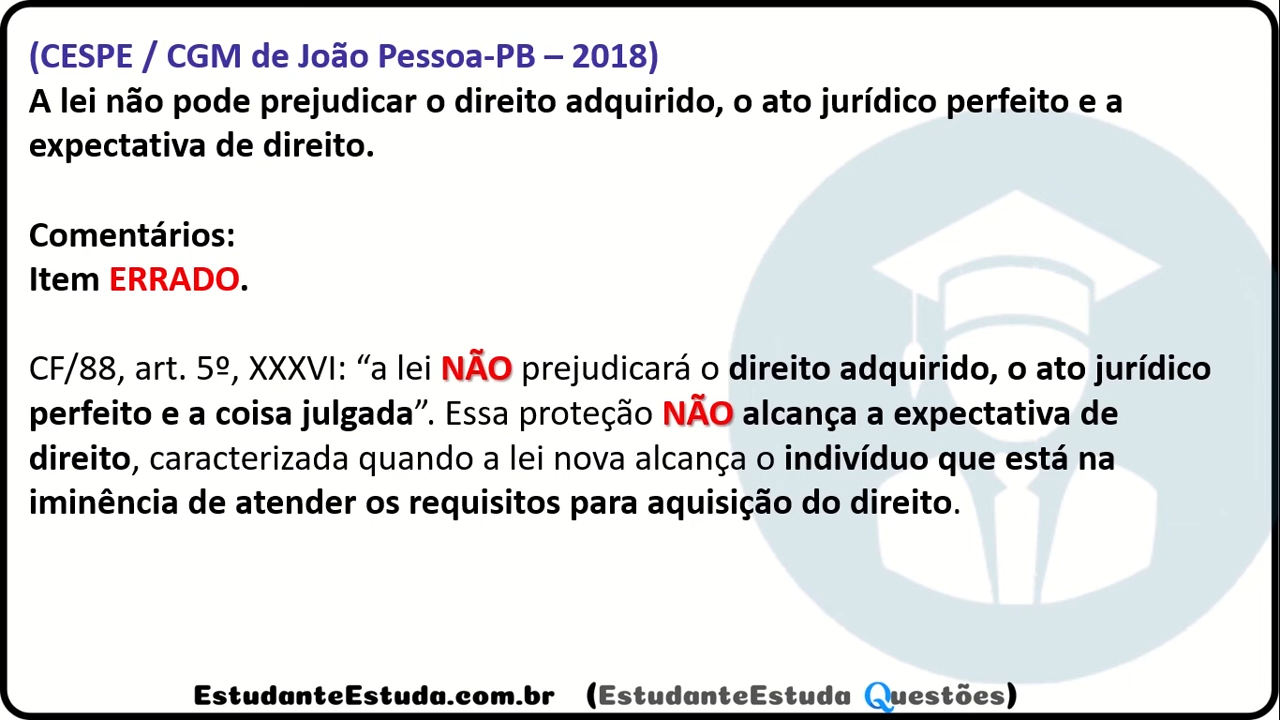 (CESPE / CGM de João Pessoa-PB – 2018)
A lei não pode prejudicar o direito adquirido, o ato jurídico perfeito e a
expectativa de direito.
Comentários:
Item ERRADO.
CF/88, art. 5º, XXXVI: “a lei NÃO prejudicará o direito adquirido, o ato jurídico
perfeito e a coisa julgada”. Essa proteção NÃO alcança a expectativa de
direito, caracterizada quando a lei nova alcança o indivíduo que está na
iminência de atender os requisitos para aquisição do direito.
EstudanteEstuda.com.br (EstudanteEstuda Questões)